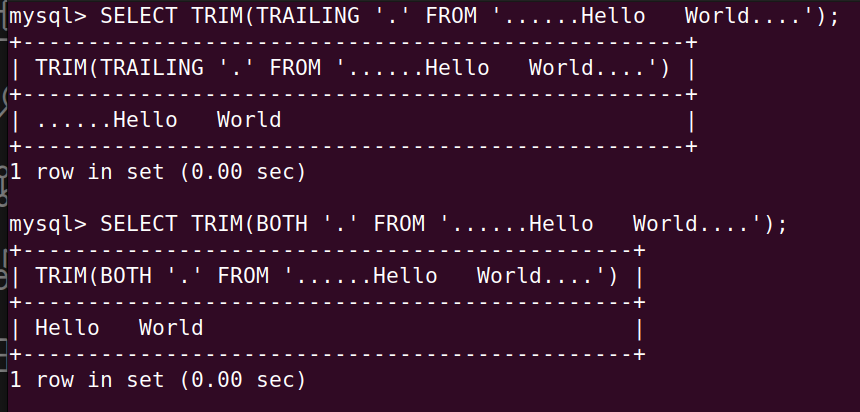 mysql> SELECT TRIM(TRAILING '.' FROM '......Hello   World....');
+---------------------------------------------------+
| TRIM(TRAILING '.' FROM '......Hello   World....') |
+---------------------------------------------------+
| ......Hello   World                               |
+---------------------------------------------------+
1 row in set (0.00 sec)

mysql> SELECT TRIM(BOTH '.' FROM '......Hello   World....');
+-----------------------------------------------+
| TRIM(BOTH '.' FROM '......Hello   World....') |
+-----------------------------------------------+
| Hello   World                                 |
+-----------------------------------------------+
1 row in set (0.00 sec)